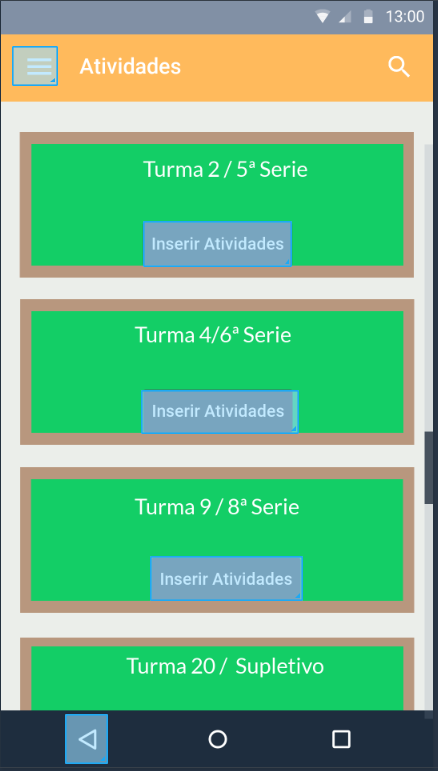 13:00
Atividades
Turma 2 / 5ª Serie
Inserir Atividades
Turma 4/6ª Serie
Inserir Atividades
Turma 9 / 8ª Serie
Inserir Atividades
Turma 20 / Supletivo